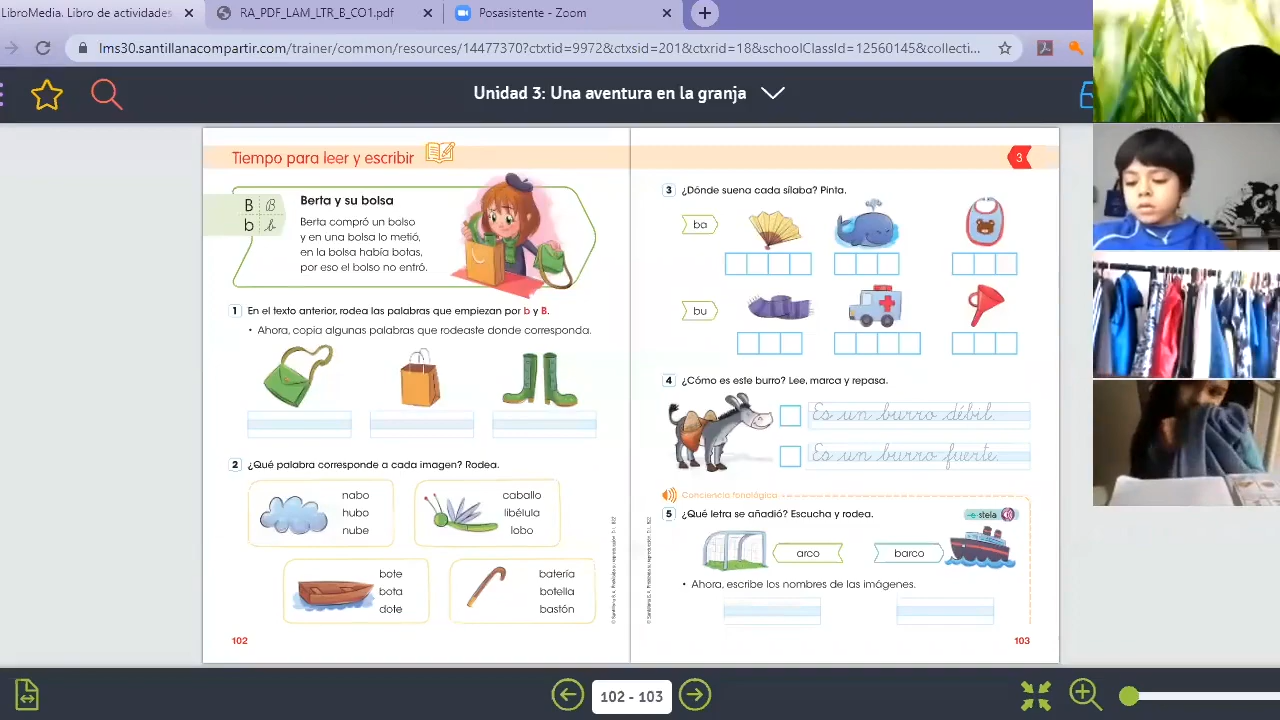 LibroMedia. Libro de actividades
RA_PDF_LAM_LTR_B_CO1.pdf
Posasistente - Zoom
lms30.santillanacompartir.com/trainer/common/resources/14477370?ctxtid=9972&ctxsid=201&ctxrid=18&schoolClassId=12560145&collecti...
Unidad 3: Una aventura en la granja
Tiempo para leer y escribir
B B
b b
Berta y su bolsa
Berta compró un bolso
y en una bolsa lo metió,
en la bolsa había botas,
por eso el bolso no entró.
1 En el texto anterior, rodea las palabras que empiezan por b y B.
• Ahora, copia algunas palabras que rodeaste donde corresponda.
2 ¿Qué palabra corresponde a cada imagen? Rodea.
nabo
hubo
nube
caballo
libélula
lobo
bote
bota
dote
batería
botella
bastón
102
3
3 ¿Dónde suena cada sílaba? Pinta.
ba
bu
4 ¿Cómo es este burro? Lee, marca y repasa.
Es un burro débil.
Es un burro fuerte.
Conciencia fonológica
5 ¿Qué letra se añadió? Escucha y rodea.
e-stela
arco
barco
• Ahora, escribe los nombres de las imágenes.
103
102 - 103